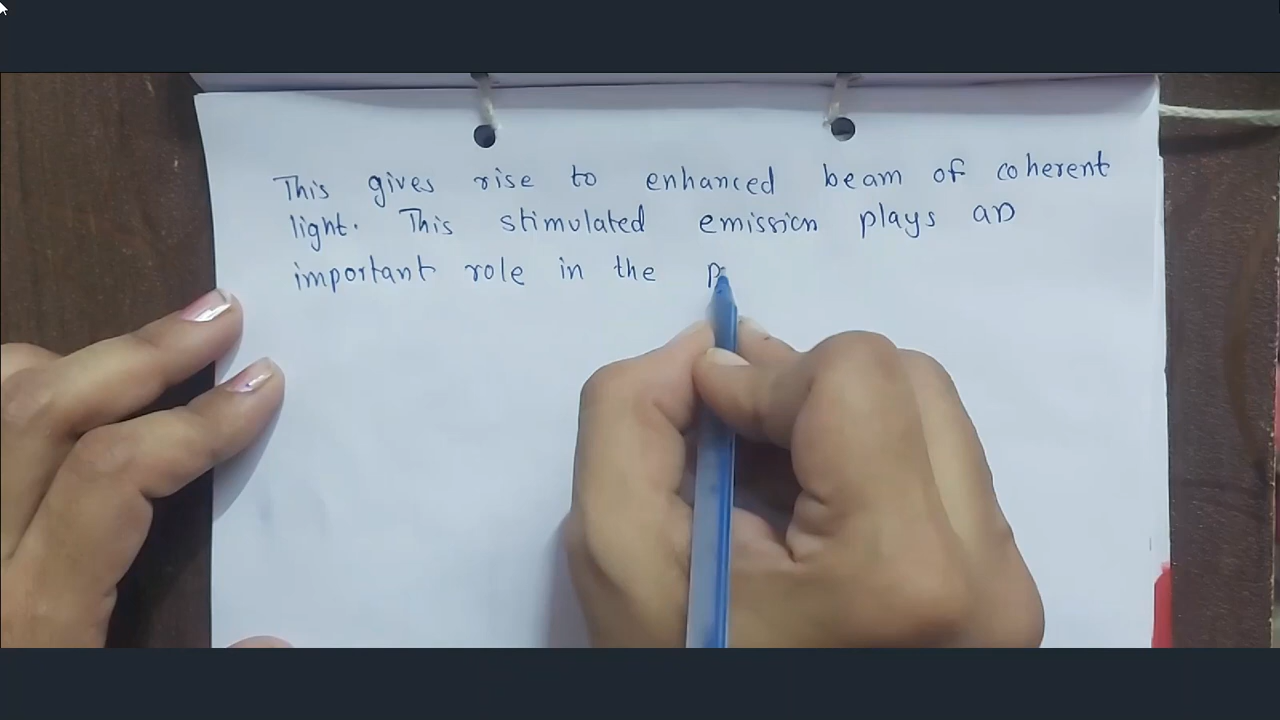 This gives rise to enhanced beam of coherent
light. This stimulated emission plays an
important role in the p